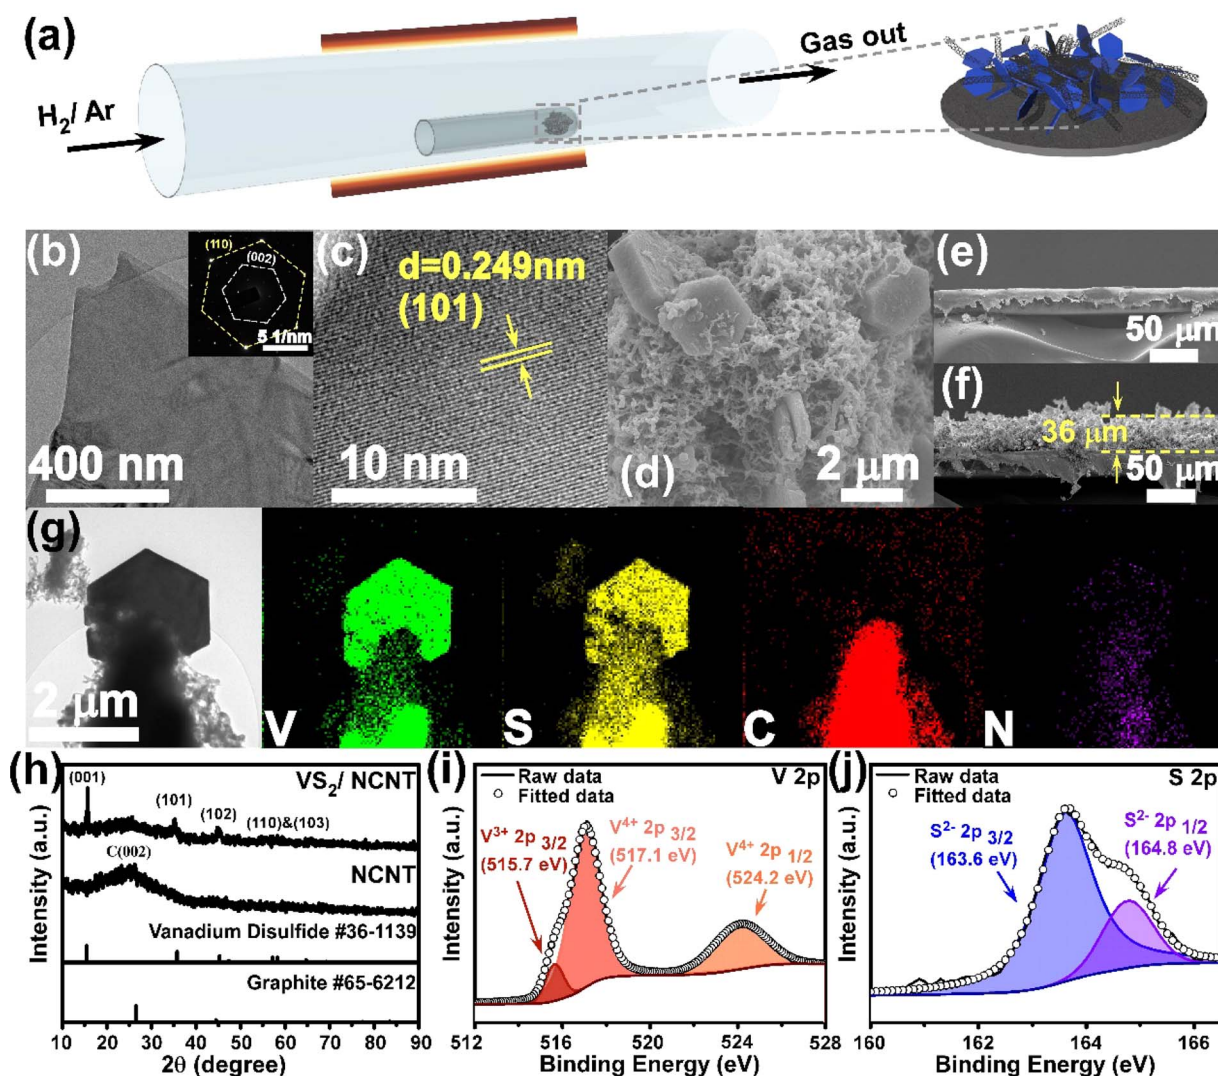 (a)
H2/ Ar
Gas out
(b)
(110)
(002)
5 1/nm
400 nm
(c)
d=0.249nm
(101)
10 nm
(d)
2 μm
(e)
50 μm
(f)
36 μm
50 μm
(g)
2 μm
V
S
C
N
(h)
(001)
VS2/ NCNT
(101)
(102)
(110)&(103)
C(002)
NCNT
Vanadium Disulfide #36-1139
Graphite #65-6212
Intensity (a.u.)
10 20 30 40 50 60 70 80 90
2θ (degree)
(i)
Raw data
Fitted data
V 2p
V3+ 2p 3/2
(515.7 eV)
V4+ 2p 3/2
(517.1 eV)
V4+ 2p 1/2
(524.2 eV)
Intensity (a.u.)
512 516 520 524 528
Binding Energy (eV)
(j)
Raw data
Fitted data
S 2p
S2- 2p 3/2
(163.6 eV)
S2- 2p 1/2
(164.8 eV)
Intensity (a.u.)
160 162 164 166
Binding Energy (eV)